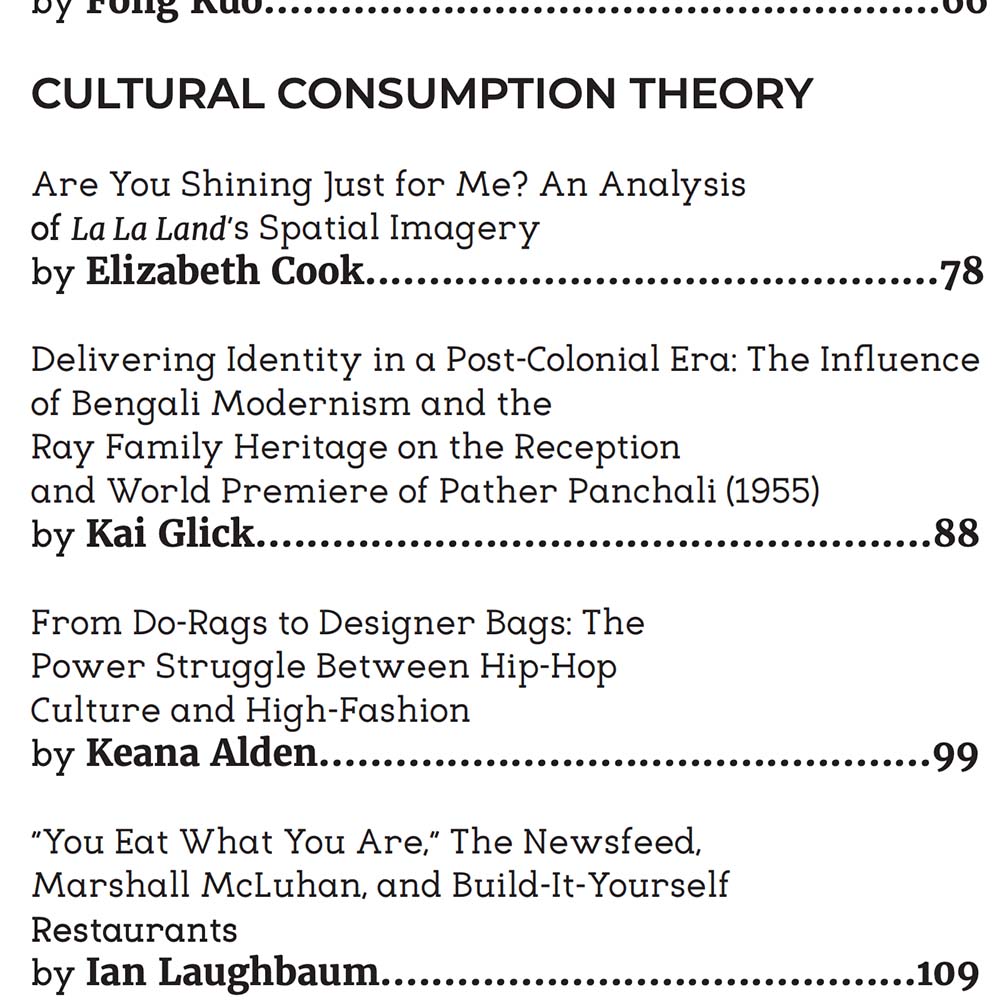 by Fong Kuo..........................................................66
CULTURAL CONSUMPTION THEORY
Are You Shining Just for Me? An Analysis
of La La Land's Spatial Imagery
by Elizabeth Cook.............................................78
Delivering Identity in a Post-Colonial Era: The Influence
of Bengali Modernism and the
Ray Family Heritage on the Reception
and World Premiere of Pather Panchali (1955)
by Kai Glick.....................................................88
From Do-Rags to Designer Bags: The
Power Struggle Between Hip-Hop
Culture and High-Fashion
by Keana Alden................................................99
“You Eat What You Are,” The Newsfeed,
Marshall McLuhan, and Build-It-Yourself
Restaurants
by Ian Laughbaum..........................................109